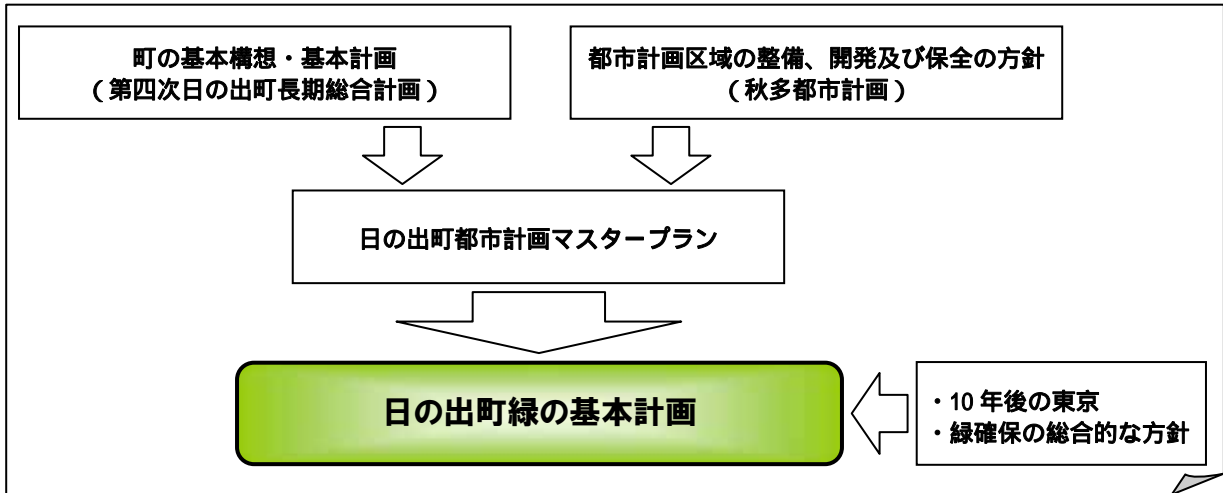 町の基本構想・基本計画
（第四次日の出町長期総合計画）
都市計画区域の整備、開発及び保全の方針
（秋多都市計画）
日の出町都市計画マスタープラン
日の出町緑の基本計画
・10年後の東京
・緑確保の総合的な方針